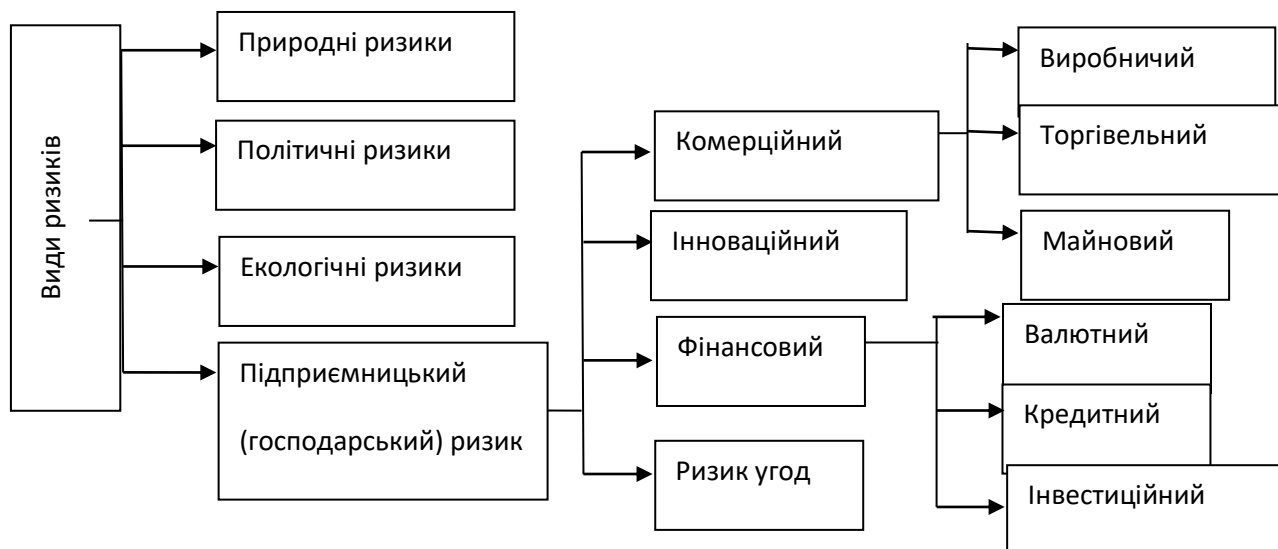 Види ризиків
Природні ризики
Політичні ризики
Екологічні ризики
Підприємницький
(господарський) ризик
Комерційний
Інноваційний
Фінансовий
Ризик угод
Виробничий
Торгівельний
Майновий
Валютний
Кредитний
Інвестиційний